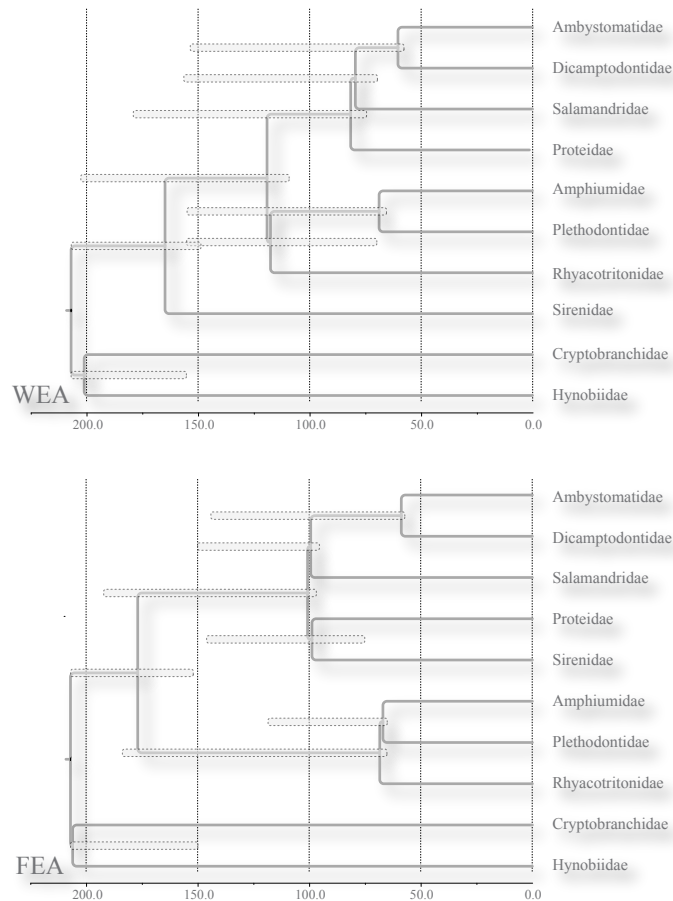 Ambystomatidae
Dicamptodontidae
Salamandridae
Proteidae
Amphiumidae
Plethodontidae
Rhyacotritonidae
Sirenidae
Cryptobranchidae
Hynobiidae
WEA
200.0 150.0 100.0 50.0 0.0
Ambystomatidae
Dicamptodontidae
Salamandridae
Proteidae
Sirenidae
Amphiumidae
Plethodontidae
Rhyacotritonidae
Cryptobranchidae
Hynobiidae
FEA
200.0 150.0 100.0 50.0 0.0